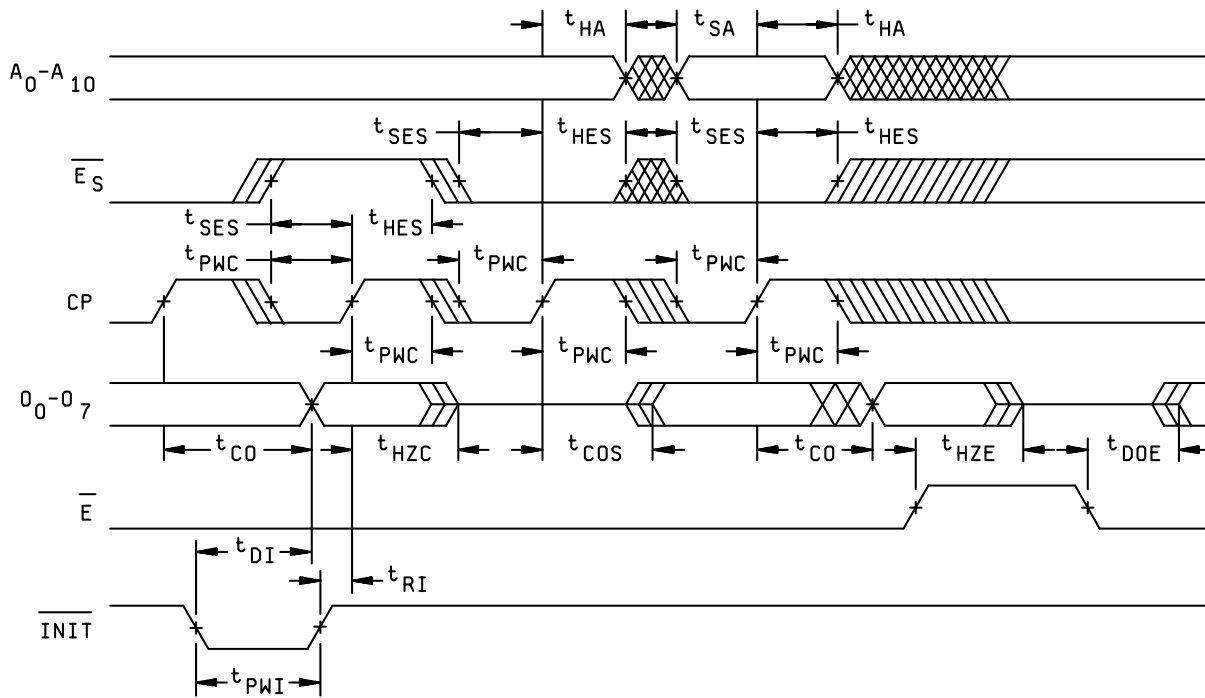 tHA tSA tHA
A0-A10
tSES tHES tSES tHES
ES
tSES tHES
tPWC tPWC tPWC
CP
tPWC tPWC tPWC
O0-O7
tCO tHZC tCOS tCO tHZE tDOE
E
tDI tRI
INIT
tPWI